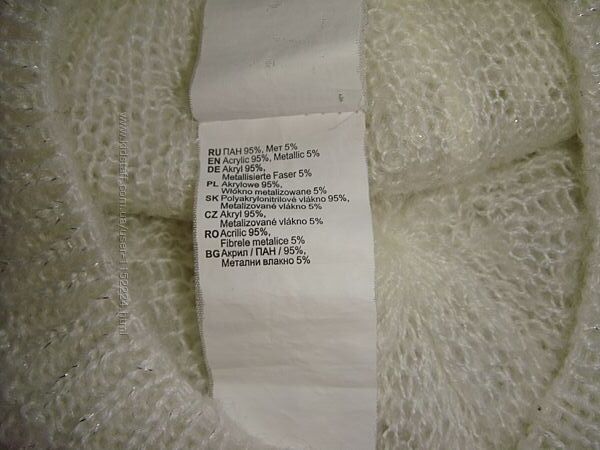 RU ПАН 95%, Мет 5%
EN Acrylic 95%, Metallic 5%
DE Akryl 95%,
Metallisierte Faser 5%
PL Akrylowe 95%,
Włókno metalizowane 5%
SK Polyakrylonitrilové vlákno 95%,
Metalizované vlákno 5%
CZ Akryl 95%,
Metalizované vlákno 5%
RO Acrilic 95%,
Fibrele metalice 5%
BG Акрил / ПАН / 95%,
Метални влакно 5%